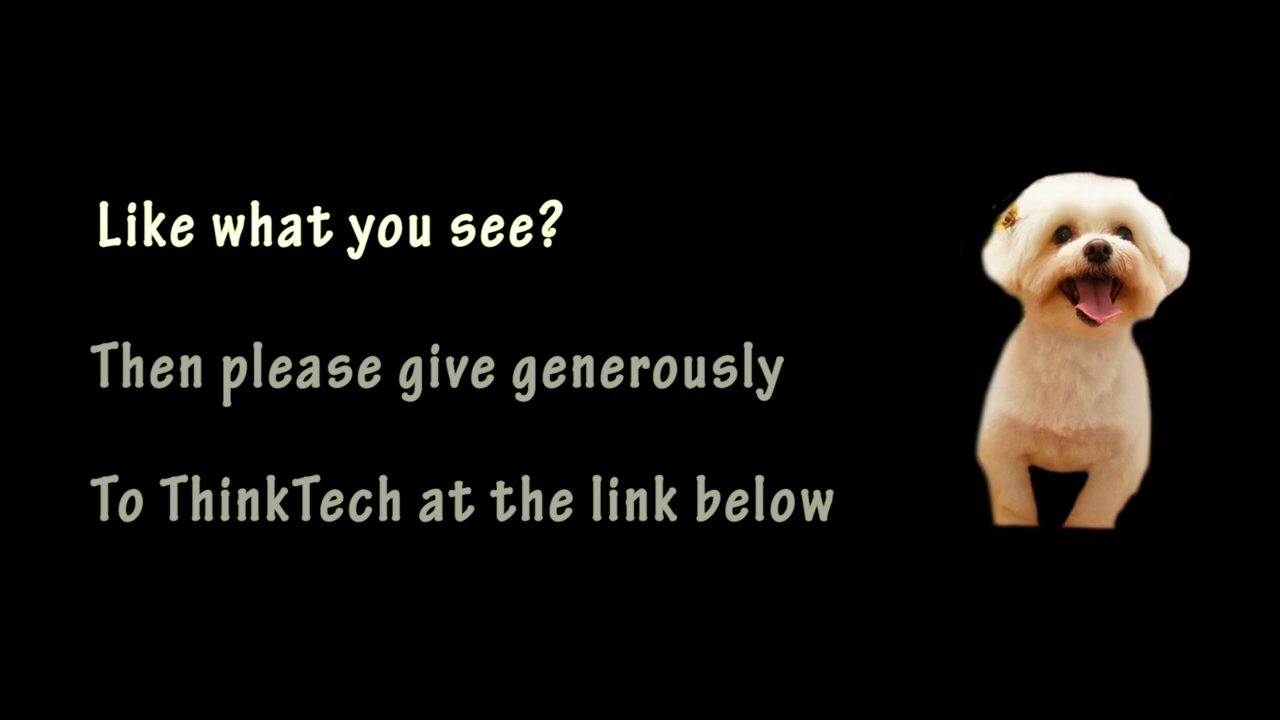 Like what you see?
Then please give generously
To ThinkTech at the link below